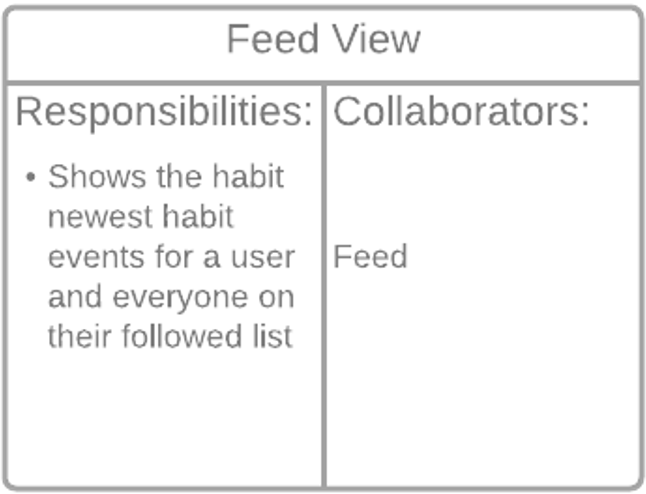 Feed View
Responsibilities:
• Shows the habit
newest habit
events for a user
and everyone on
their followed list
Collaborators:
Feed